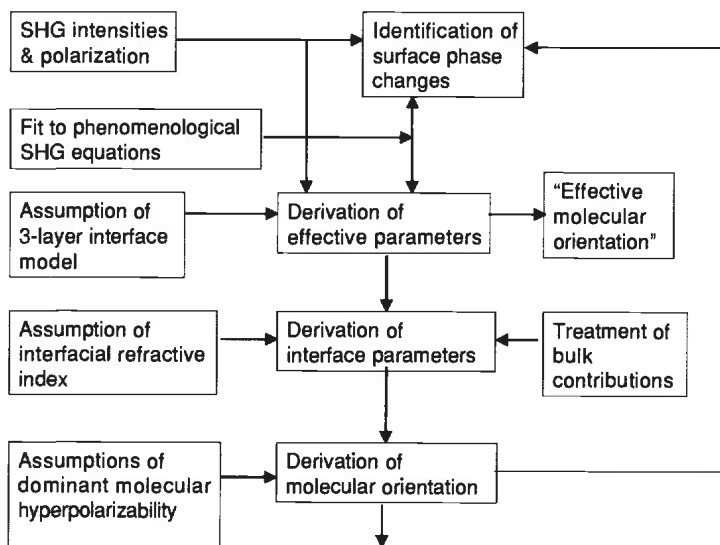 SHG intensities
& polarization
Identification of
surface phase
changes
Fit to phenomenological
SHG equations
Assumption of
3-layer interface
model
Derivation of
effective parameters
“Effective
molecular
orientation”
Assumption of
interfacial refractive
index
Derivation of
interface parameters
Treatment of
bulk
contributions
Assumptions of
dominant molecular
hyperpolarizability
Derivation of
molecular orientation